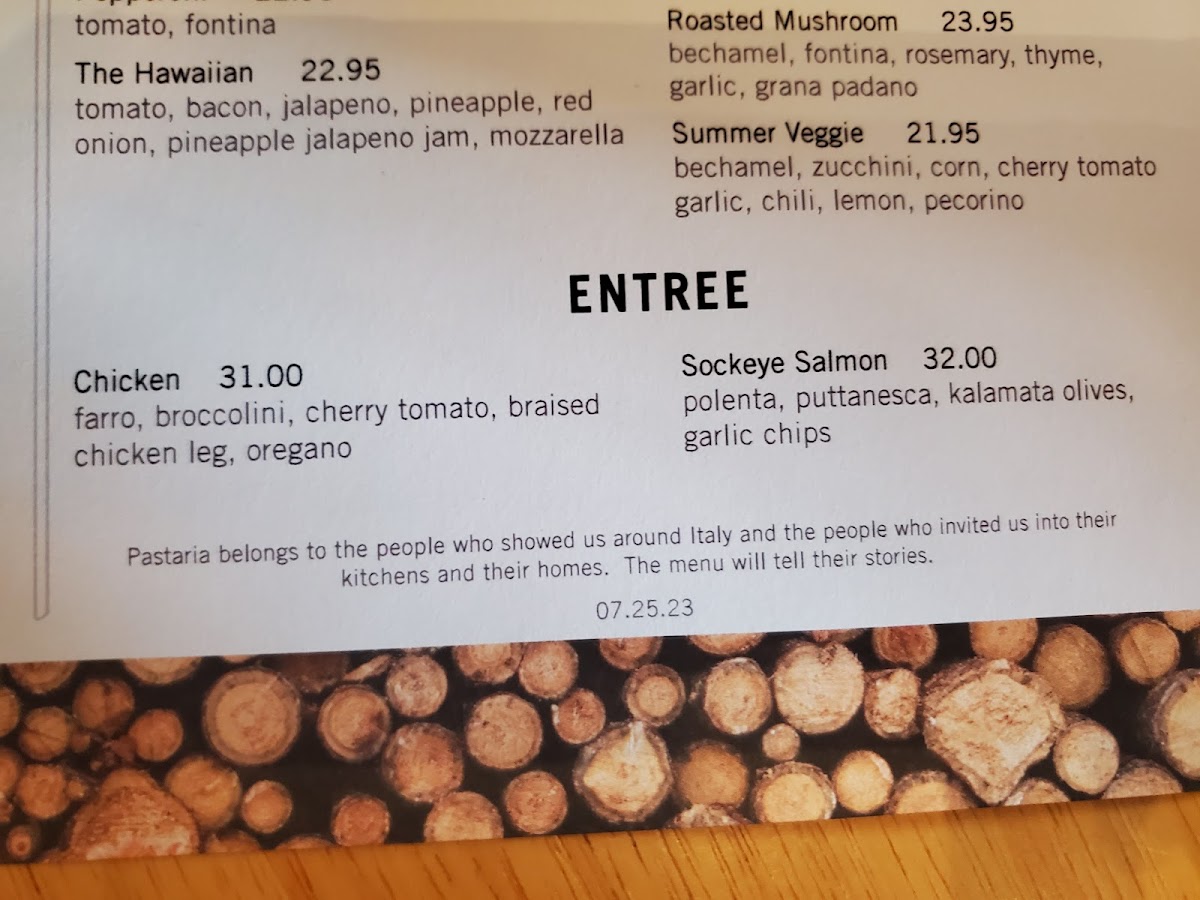 tomato, fontina
The Hawaiian 22.95
tomato, bacon, jalapeno, pineapple, red
onion, pineapple jalapeno jam, mozzarella
Roasted Mushroom 23.95
bechamel, fontina, rosemary, thyme,
garlic, grana padano
Summer Veggie 21.95
bechamel, zucchini, corn, cherry tomato
garlic, chili, lemon, pecorino
ENTREE
Chicken 31.00
farro, broccolini, cherry tomato, braised
chicken leg, oregano
Sockeye Salmon 32.00
polenta, puttanesca, kalamata olives,
garlic chips
Pastaria belongs to the people who showed us around Italy and the people who invited us into their
kitchens and their homes. The menu will tell their stories.
07.25.23